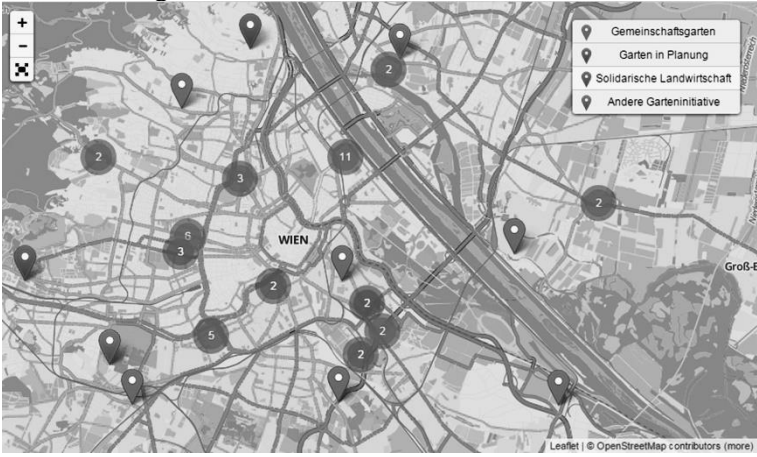 +
−
Gemeinschaftsgarten
Garten in Planung
Solidarische Landwirtschaft
Andere Garteninitiative
2
2
3
11
2
6
3
WIEN
Groß-E
2
2
2
5
2
Leaflet | © OpenStreetMap contributors (more)